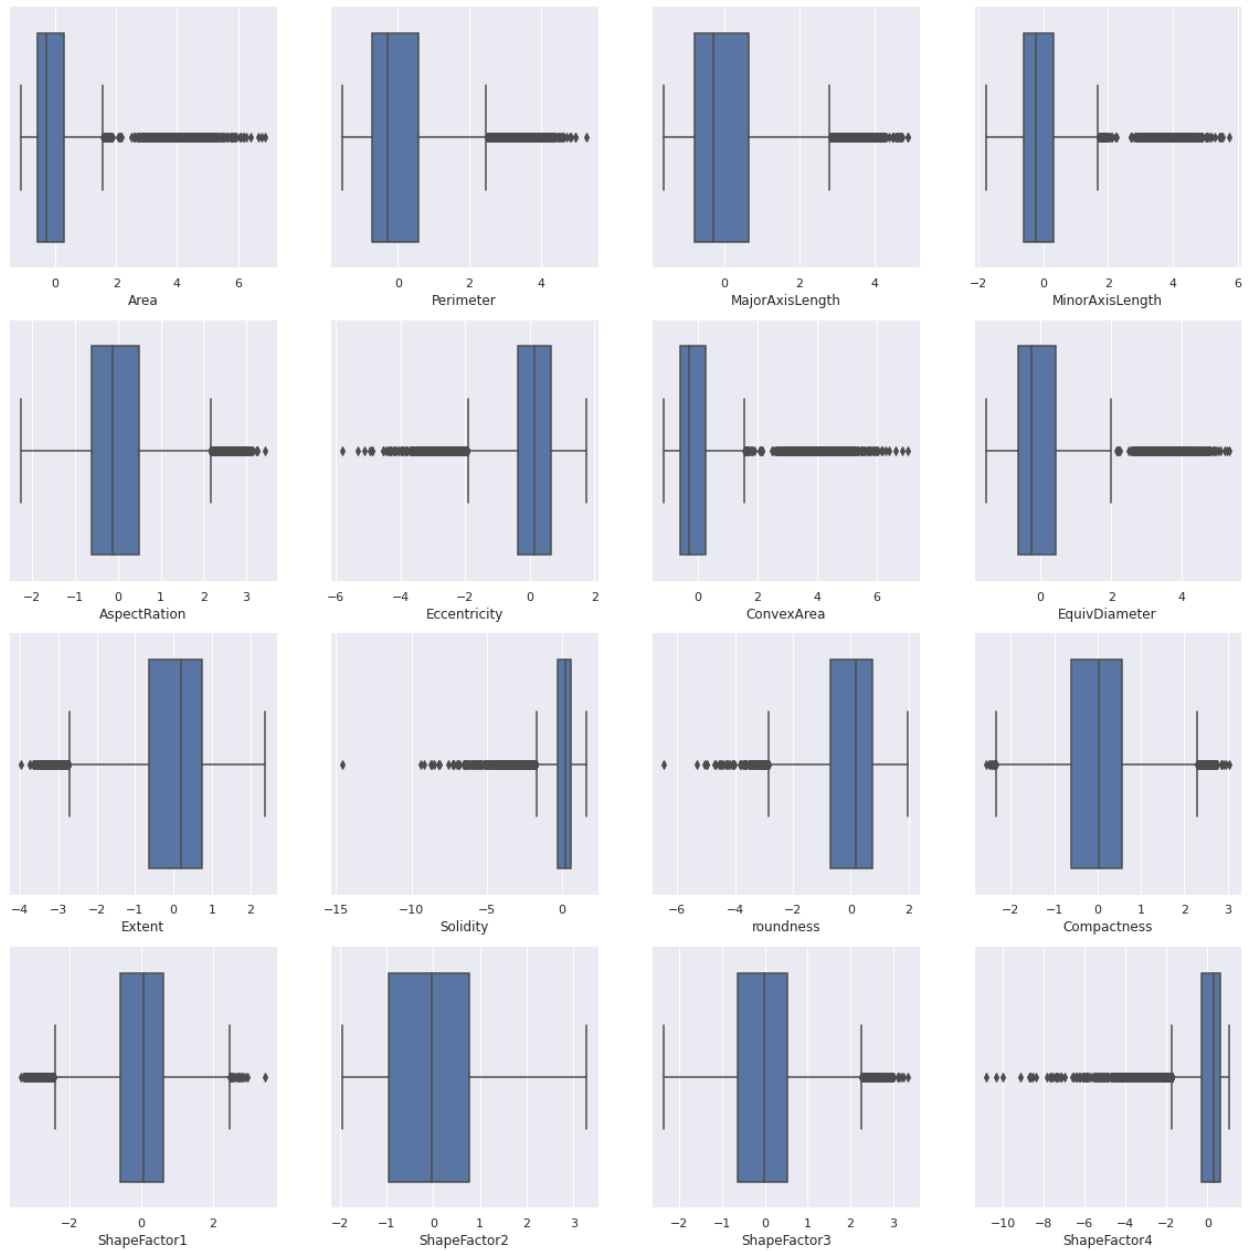 0 2 4 6
Area
0 2 4
Perimeter
0 2 4
MajorAxisLength
−2 0 2 4 6
MinorAxisLength
−2 −1 0 1 2 3
AspectRation
−6 −4 −2 0 2
Eccentricity
0 2 4 6
ConvexArea
0 2 4
EquivDiameter
−4 −3 −2 −1 0 1 2
Extent
−15 −10 −5 0
Solidity
−6 −4 −2 0 2
roundness
−2 −1 0 1 2 3
Compactness
−2 0 2
ShapeFactor1
−2 −1 0 1 2 3
ShapeFactor2
−2 −1 0 1 2 3
ShapeFactor3
−10 −8 −6 −4 −2 0
ShapeFactor4